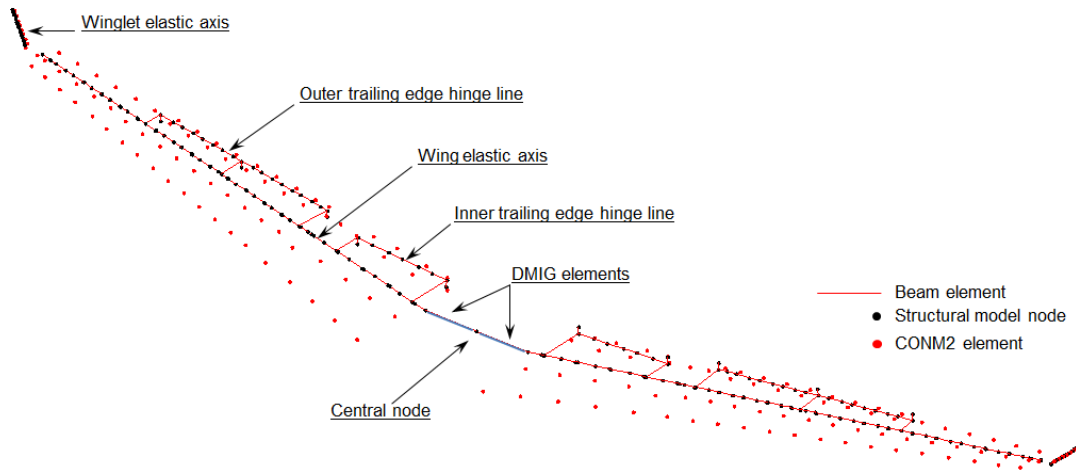 Winglet elastic axis
Outer trailing edge hinge line
Wing elastic axis
Inner trailing edge hinge line
DMIG elements
Beam element
Structural model node
CONM2 element
Central node